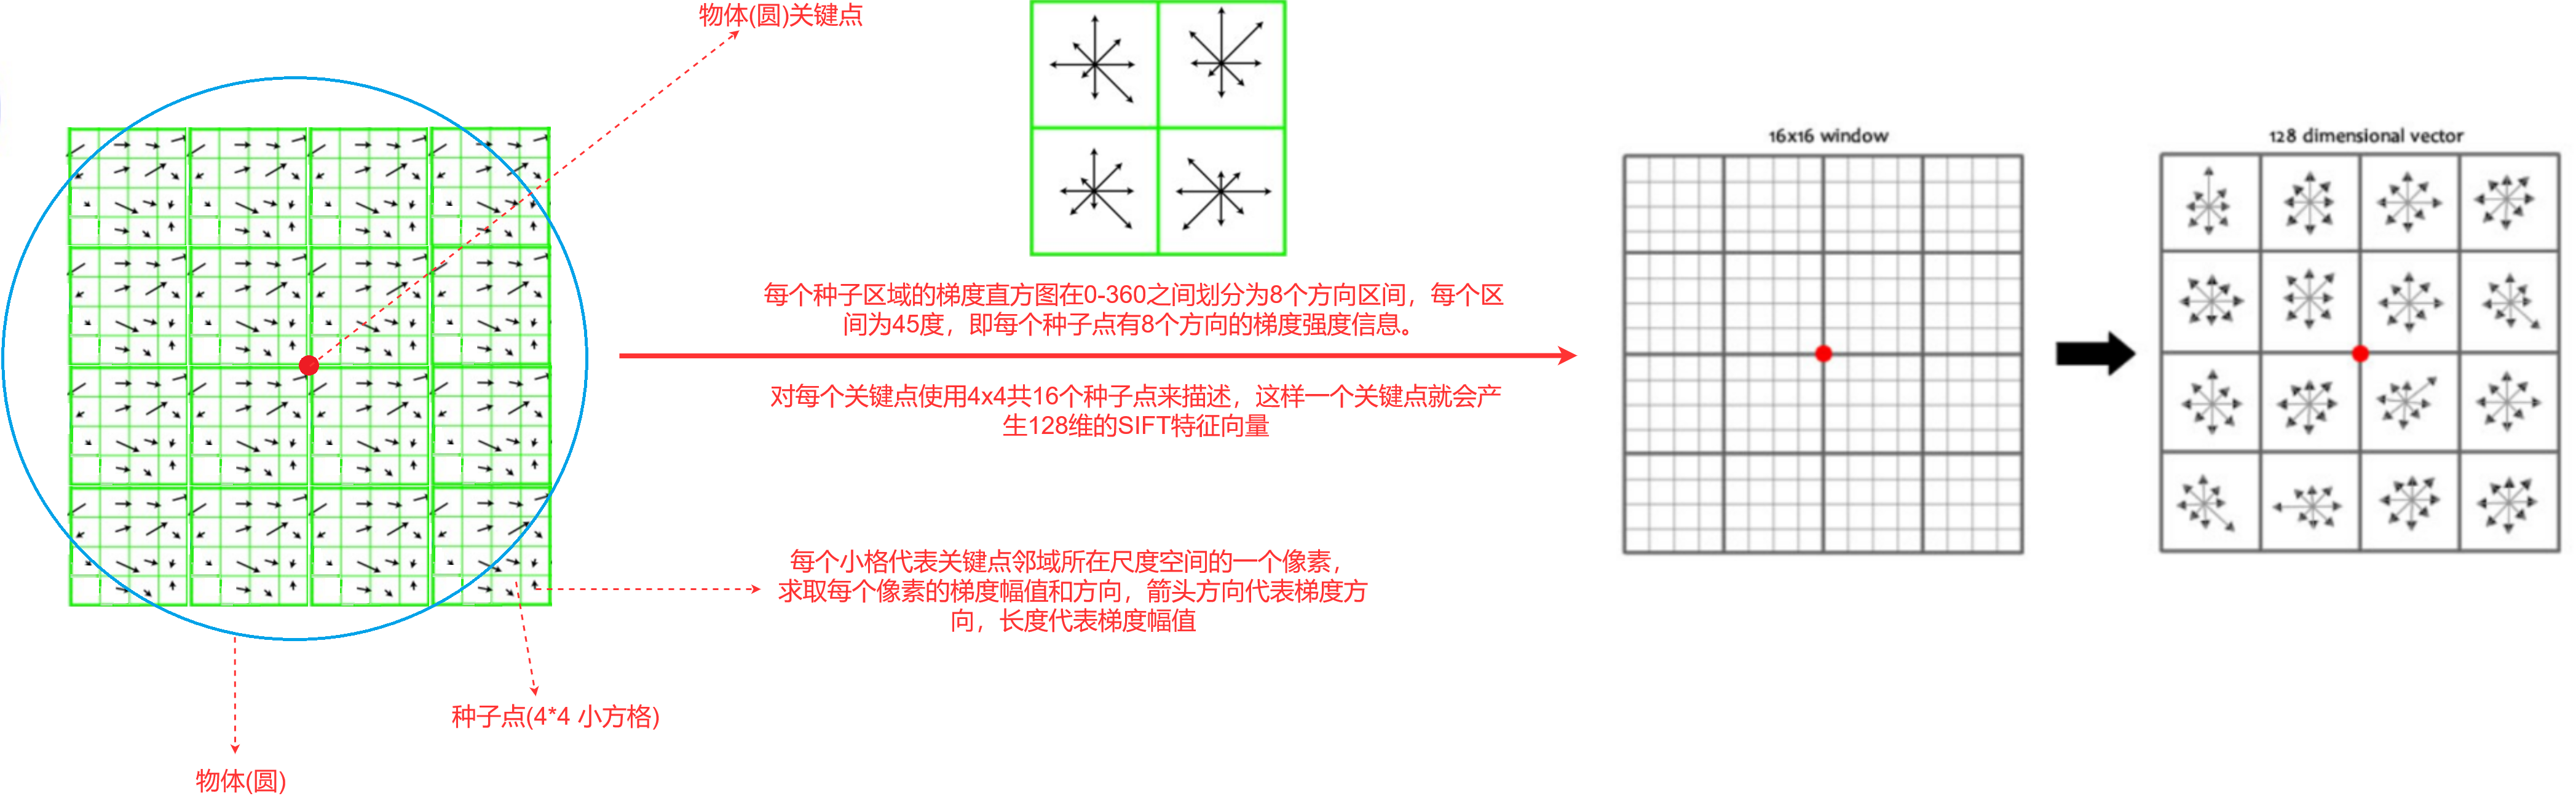 物体(圆)关键点
16x16 window
128 dimensional vector
每个种子区域的梯度直方图在0-360之间划分为8个方向区间，每个区
间为45度，即每个种子点有8个方向的梯度强度信息。
对每个关键点使用4x4共16个种子点来描述，这样一个关键点就会产
生128维的SIFT特征向量
每个小格代表关键点邻域所在尺度空间的一个像素，
求取每个像素的梯度幅值和方向，箭头方向代表梯度方
向，长度代表梯度幅值
种子点(4*4 小方格)
物体(圆)